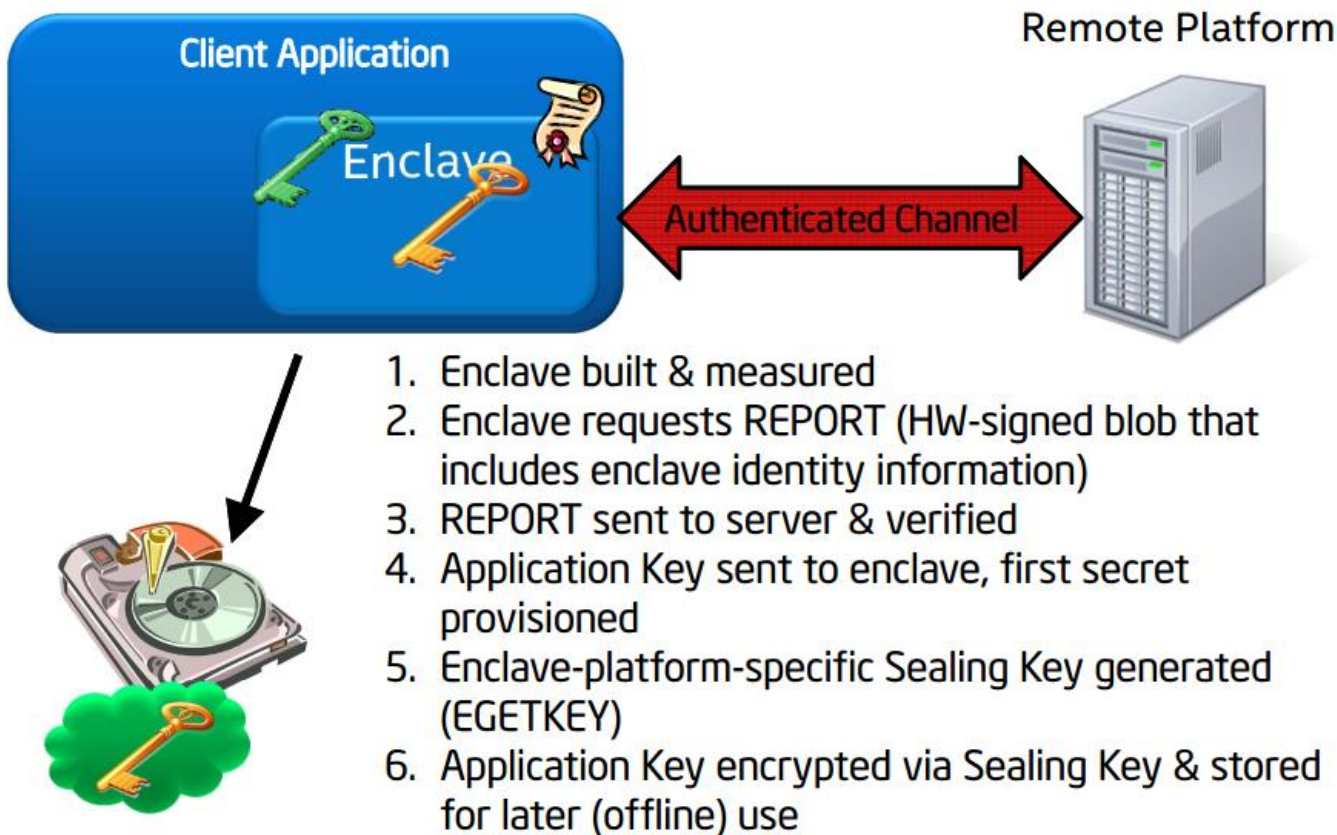 Client Application
Remote Platform
Enclave
Authenticated Channel
1. Enclave built & measured
2. Enclave requests REPORT (HW-signed blob that
includes enclave identity information)
3. REPORT sent to server & verified
4. Application Key sent to enclave, first secret
provisioned
5. Enclave-platform-specific Sealing Key generated
(EGETKEY)
6. Application Key encrypted via Sealing Key & stored
for later (offline) use